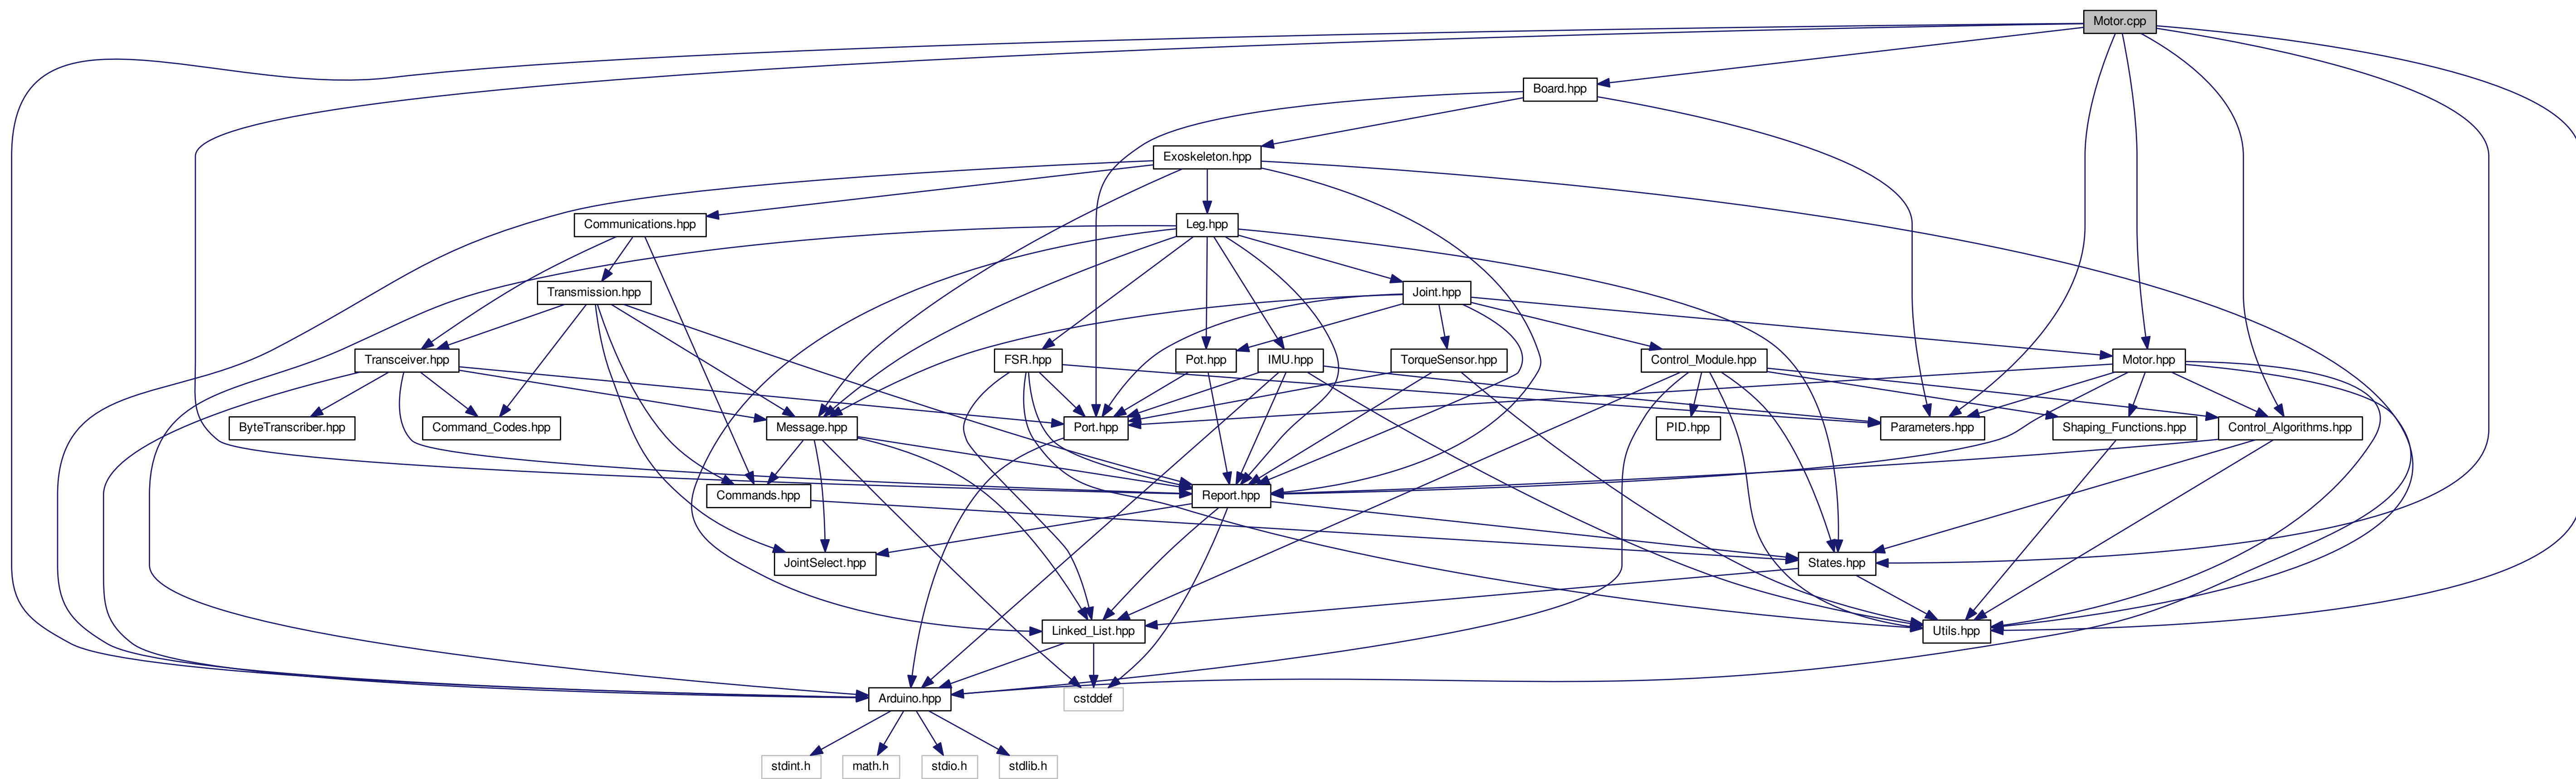 Motor.cpp
Board.hpp
Exoskeleton.hpp
Communications.hpp
Leg.hpp
Transmission.hpp
Joint.hpp
Transceiver.hpp
FSR.hpp
Pot.hpp
IMU.hpp
TorqueSensor.hpp
Control_Module.hpp
Motor.hpp
ByteTranscriber.hpp
Command_Codes.hpp
Message.hpp
Port.hpp
PID.hpp
Parameters.hpp
Shaping_Functions.hpp
Control_Algorithms.hpp
Commands.hpp
Report.hpp
JointSelect.hpp
States.hpp
Linked_List.hpp
Utils.hpp
Arduino.hpp
cstddef
stdint.h
math.h
stdio.h
stdlib.h